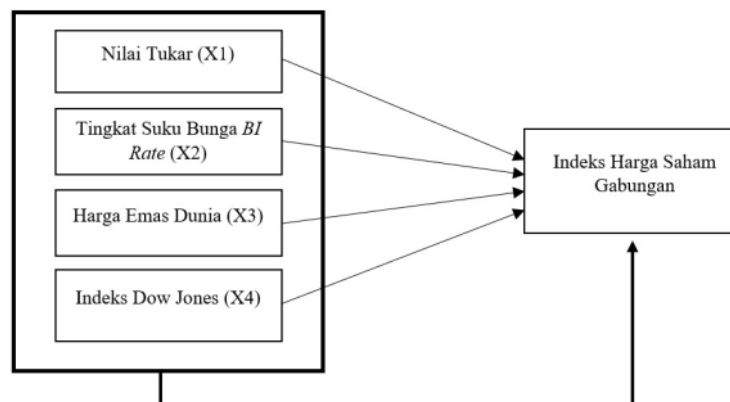 Nilai Tukar (X1)
Tingkat Suku Bunga BI
Rate (X2)
Harga Emas Dunia (X3)
Indeks Dow Jones (X4)
Indeks Harga Saham
Gabungan